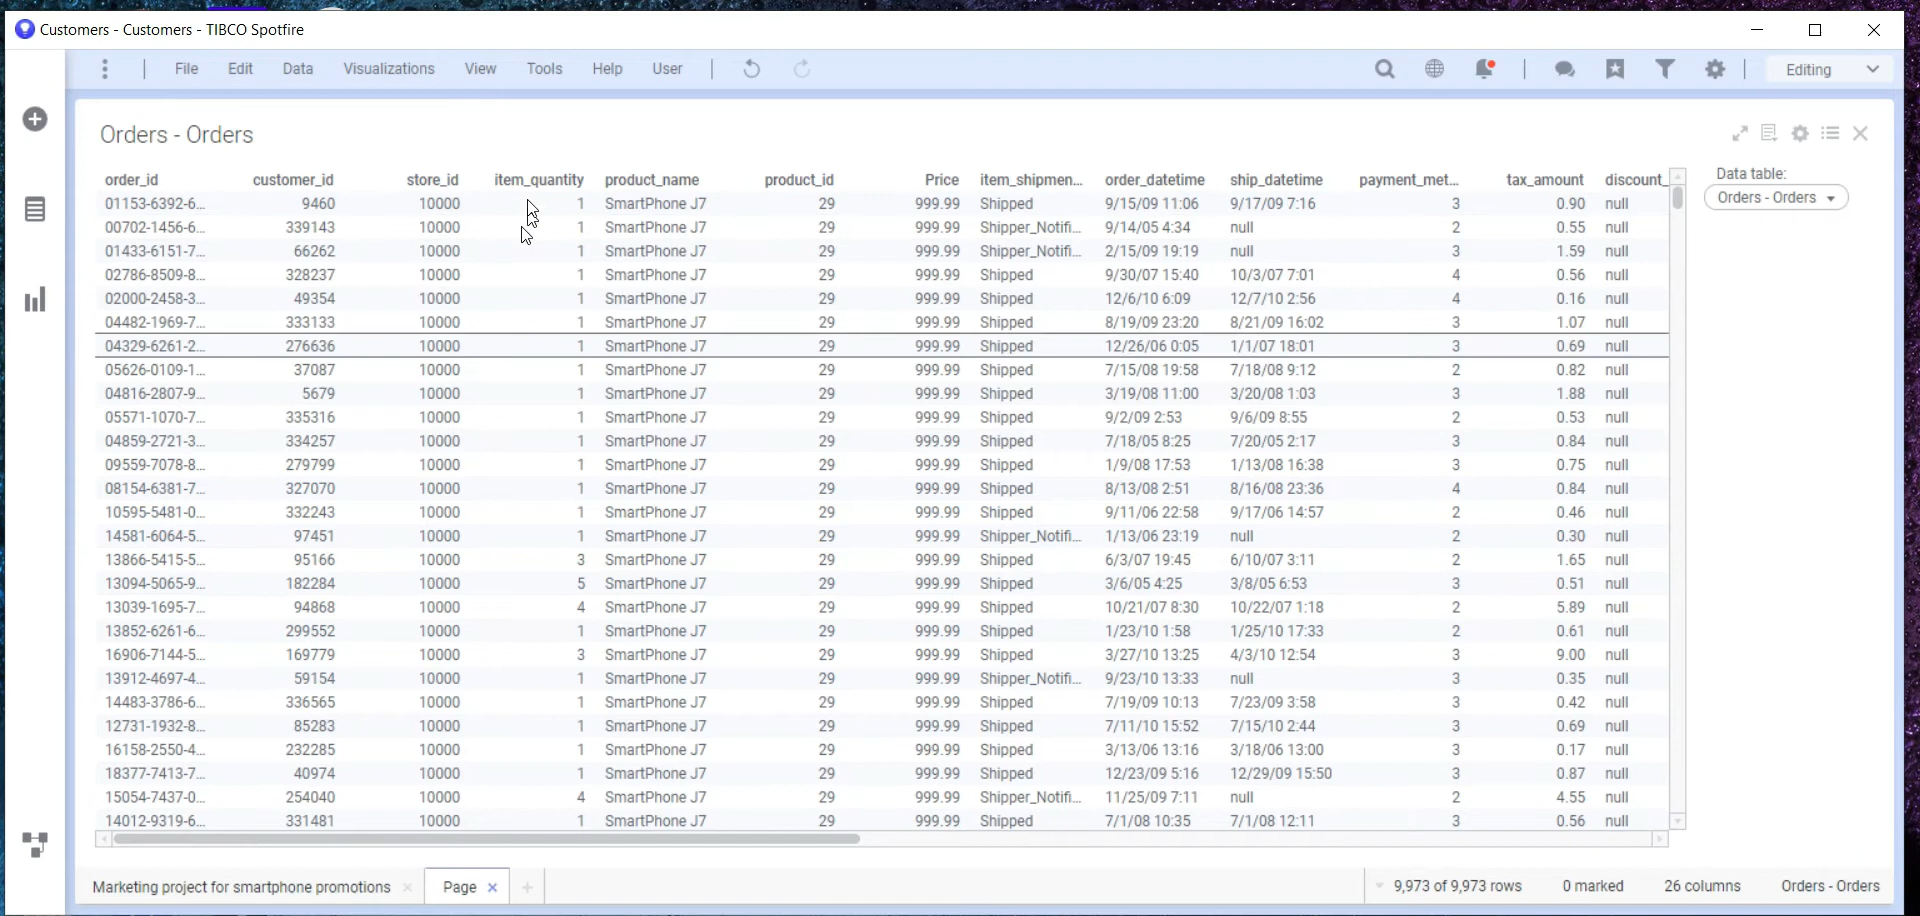 Customers - Customers - TIBCO Spotfire
File Edit Data Visualizations View Tools Help User Editing
Orders - Orders
Data table:
Orders - Orders
order_id customer_id store_id item_quantity product_name product_id Price item_shipmen... order_datetime ship_datetime payment_met... tax_amount discount_
01153-6392-6... 9460 10000 1 SmartPhone J7 29 999.99 Shipped 9/15/09 11:06 9/17/09 7:16 3 0.90 null
00702-1456-6... 339143 10000 1 SmartPhone J7 29 999.99 Shipper_Notifi... 9/14/05 4:34 null 2 0.55 null
01433-6151-7... 66262 10000 1 SmartPhone J7 29 999.99 Shipper_Notifi... 2/15/09 19:19 null 3 1.59 null
02786-8509-8... 328237 10000 1 SmartPhone J7 29 999.99 Shipped 9/30/07 15:40 10/3/07 7:01 4 0.56 null
02000-2458-3... 49354 10000 1 SmartPhone J7 29 999.99 Shipped 12/6/10 6:09 12/7/10 2:56 4 0.16 null
04482-1969-7... 333133 10000 1 SmartPhone J7 29 999.99 Shipped 8/19/09 23:20 8/21/09 16:02 3 1.07 null
04329-6261-2... 276636 10000 1 SmartPhone J7 29 999.99 Shipped 12/26/06 0:05 1/1/07 18:01 3 0.69 null
05626-0109-1... 37087 10000 1 SmartPhone J7 29 999.99 Shipped 7/15/08 19:58 7/18/08 9:12 2 0.82 null
04816-2807-9... 5679 10000 1 SmartPhone J7 29 999.99 Shipped 3/19/08 11:00 3/20/08 1:03 3 1.88 null
05571-1070-7... 335316 10000 1 SmartPhone J7 29 999.99 Shipped 9/2/09 2:53 9/6/09 8:55 2 0.53 null
04859-2721-3... 334257 10000 1 SmartPhone J7 29 999.99 Shipped 7/18/05 8:25 7/20/05 2:17 3 0.84 null
09559-7078-8... 279799 10000 1 SmartPhone J7 29 999.99 Shipped 1/9/08 17:53 1/13/08 16:38 3 0.75 null
08154-6381-7... 327070 10000 1 SmartPhone J7 29 999.99 Shipped 8/13/08 2:51 8/16/08 23:36 4 0.84 null
10595-5481-0... 332243 10000 1 SmartPhone J7 29 999.99 Shipped 9/11/06 22:58 9/17/06 14:57 2 0.46 null
14581-6064-5... 97451 10000 1 SmartPhone J7 29 999.99 Shipper_Notifi... 1/13/06 23:19 null 2 0.30 null
13866-5415-5... 95166 10000 3 SmartPhone J7 29 999.99 Shipped 6/3/07 19:45 6/10/07 3:11 2 1.65 null
13094-5065-9... 182284 10000 5 SmartPhone J7 29 999.99 Shipped 3/6/05 4:25 3/8/05 6:53 3 0.51 null
13039-1695-7... 94868 10000 4 SmartPhone J7 29 999.99 Shipped 10/21/07 8:30 10/22/07 1:18 2 5.89 null
13852-6261-6... 299552 10000 1 SmartPhone J7 29 999.99 Shipped 1/23/10 1:58 1/25/10 17:33 2 0.61 null
16906-7144-5... 169779 10000 3 SmartPhone J7 29 999.99 Shipped 3/27/10 13:25 4/3/10 12:54 3 9.00 null
13912-4697-4... 59154 10000 1 SmartPhone J7 29 999.99 Shipper_Notifi... 9/23/10 13:33 null 3 0.35 null
14483-3786-6... 336565 10000 1 SmartPhone J7 29 999.99 Shipped 7/19/09 10:13 7/23/09 3:58 2 0.42 null
12731-1932-8... 85283 10000 1 SmartPhone J7 29 999.99 Shipped 7/11/10 15:52 7/15/10 2:44 3 0.69 null
16158-2550-4... 232285 10000 1 SmartPhone J7 29 999.99 Shipped 3/13/06 13:16 3/18/06 13:00 3 0.17 null
18377-7413-7... 40974 10000 1 SmartPhone J7 29 999.99 Shipped 12/23/09 5:16 12/29/09 15:50 3 0.87 null
15054-7437-0... 254040 10000 4 SmartPhone J7 29 999.99 Shipper_Notifi... 11/25/09 7:11 null 2 4.55 null
14012-9319-6... 331481 10000 1 SmartPhone J7 29 999.99 Shipped 7/1/08 10:35 7/1/08 12:11 3 0.56 null
Marketing project for smartphone promotions Page 9,973 of 9,973 rows 0 marked 26 columns Orders - Orders